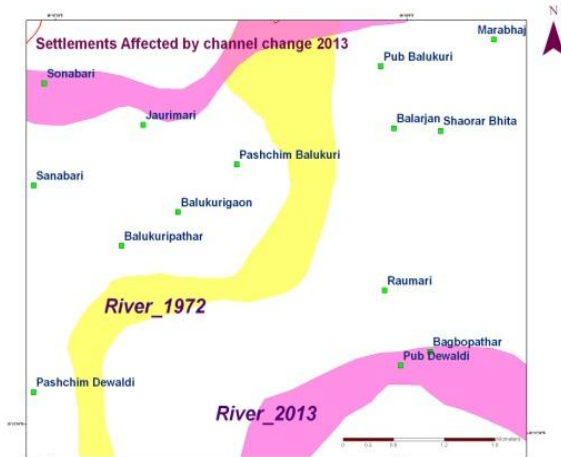 N
Settlements Affected by channel change 2013
Marabhaj
Pub Balukuri
Sonabari
Jaurimari
Balarjan
Shaorar Bhita
Pashchim Balukuri
Sanabari
Balukurigaon
Balukuripathar
Raumari
River_1972
Bagbopathar
Pub Dewaldi
Pashchim Dewaldi
River_2013